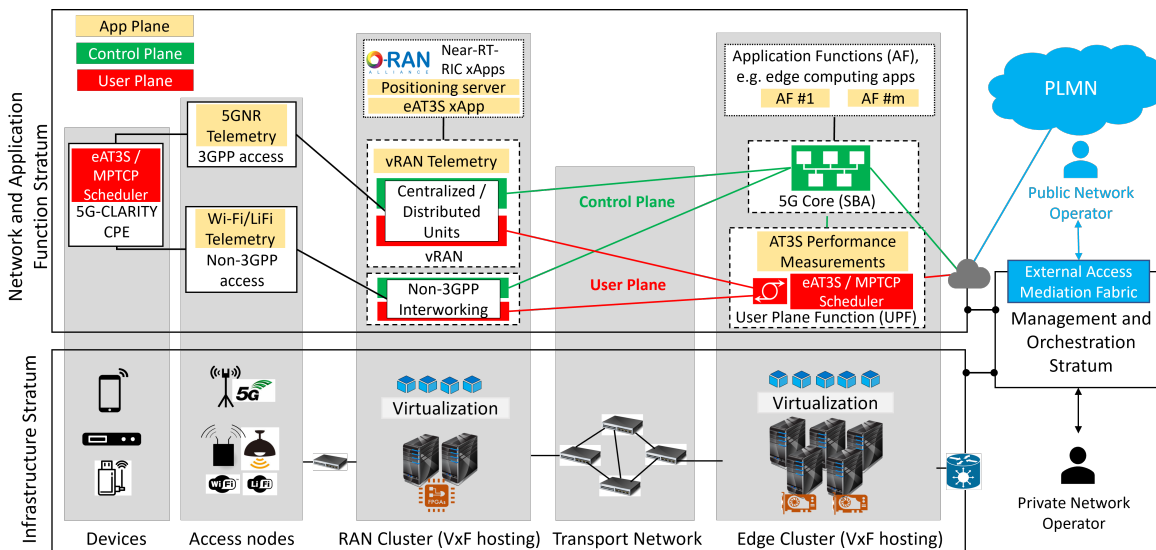 App Plane
Control Plane
User Plane
Network and Application
Function Stratum
eAT3S /
MPTCP
Scheduler
5G-CLARITY
CPE
5GNR
Telemetry
3GPP access
Wi-Fi/LiFi
Telemetry
Non-3GPP
access
O-RAN
ALLIANCE
Near-RT-
RIC xApps
Positioning server
eAT3S xApp
vRAN Telemetry
Centralized /
Distributed
Units
vRAN
Non-3GPP
Interworking
Control Plane
User Plane
Application Functions (AF),
e.g. edge computing apps
AF #1
AF #m
5G Core (SBA)
AT3S Performance
Measurements
eAT3S / MPTCP
Scheduler
User Plane Function (UPF)
PLMN
Public Network
Operator
External Access
Mediation Fabric
Management and
Orchestration
Stratum
Private Network
Operator
Infrastructure Stratum
5G
Wi Fi
Li Fi
Virtualization
FPGAs
Virtualization
Devices
Access nodes
RAN Cluster (VxF hosting)
Transport Network
Edge Cluster (VxF hosting)